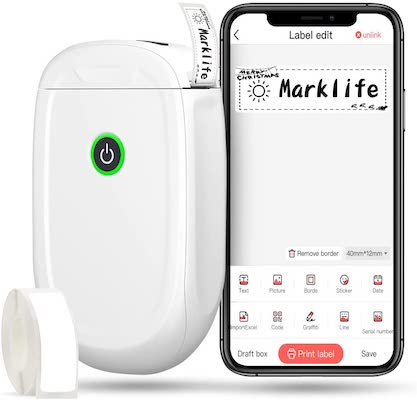 Marklife
Label edit
unlink
MERRY
CHRISTMAS
Marklife
Remove border
40mm*12mm
Text
Picture
Borde
Sticker
Date
ImportExcel
Code
Graffiti
Line
Serial number
Draft box
Print label
Save